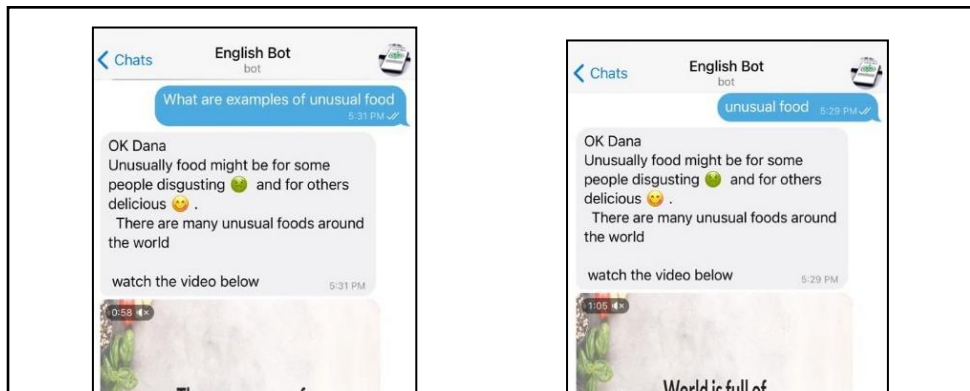 Chats
English Bot
bot
What are examples of unusual food
5:31 PM
OK Dana
Unusually food might be for some
people disgusting 🤢 and for others
delicious 😋 .
There are many unusual foods around
the world
watch the video below
5:31 PM
0:58
Chats
English Bot
bot
unusual food 5:29 PM
OK Dana
Unusually food might be for some
people disgusting 🤢 and for others
delicious 😋 .
There are many unusual foods around
the world
watch the video below
5:29 PM
1:05
World is full of